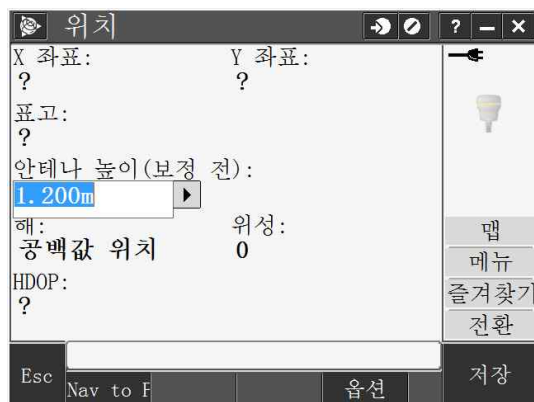 위치
? — ×
X 좌표: Y 좌표:
? ?
표고:
?
안테나 높이(보정 전):
1.200m
해: 위성:
공백값 위치 0
HDOP:
?
맵
메뉴
즐겨찾기
전환
Esc Nav to P 옵션 저장